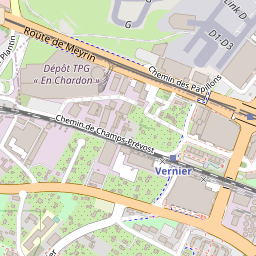 G
Link-D
D1-D3
Plantin
Route de Meyrin
Dépôt TPG
« En Chardon »
Chemin des Papillons
G
D1
Chemin de Champs-Prévost
Vernier